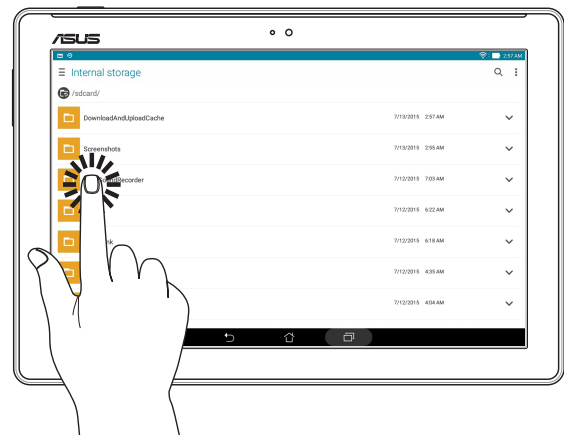 ASUS
2:57 AM
Internal storage
/sdcard/
DownloadAndUploadCache 7/13/2015 2:57 AM
Screenshots 7/13/2015 2:55 AM
Recorder 7/12/2015 7:03 AM
7/12/2015 6:22 AM
nk 7/12/2015 6:18 AM
7/12/2015 4:35 AM
7/12/2015 4:04 AM